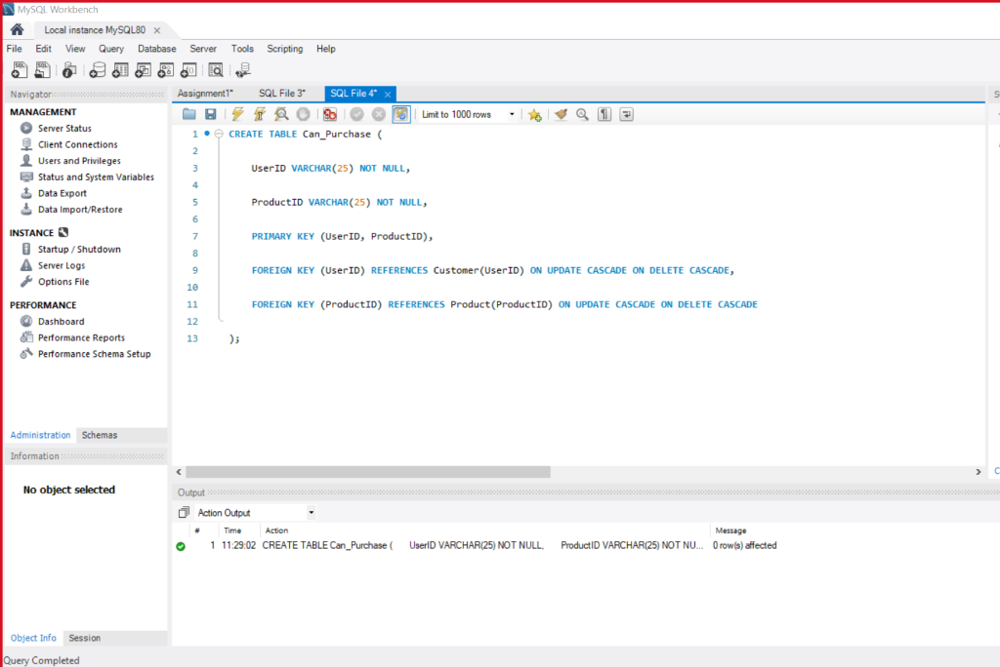 MySQL Workbench
Local instance MySQL80
File Edit View Query Database Server Tools Scripting Help
Navigator
MANAGEMENT
Server Status
Client Connections
Users and Privileges
Status and System Variables
Data Export
Data Import/Restore
INSTANCE
Startup / Shutdown
Server Logs
Options File
PERFORMANCE
Dashboard
Performance Reports
Performance Schema Setup
Administration Schemas
Information
No object selected
Object Info Session
Query Completed
Assignment1* SQL File 3* SQL File 4*
Limit to 1000 rows
1 CREATE TABLE Can_Purchase (
2
3 UserID VARCHAR(25) NOT NULL,
4
5 ProductID VARCHAR(25) NOT NULL,
6
7 PRIMARY KEY (UserID, ProductID),
8
9 FOREIGN KEY (UserID) REFERENCES Customer(UserID) ON UPDATE CASCADE ON DELETE CASCADE,
10
11 FOREIGN KEY (ProductID) REFERENCES Product(ProductID) ON UPDATE CASCADE ON DELETE CASCADE
12
13 );
Output
Action Output
# Time Action Message
1 11:29:02 CREATE TABLE Can_Purchase ( UserID VARCHAR(25) NOT NULL, ProductID VARCHAR(25) NOT NU... 0 row(s) affected